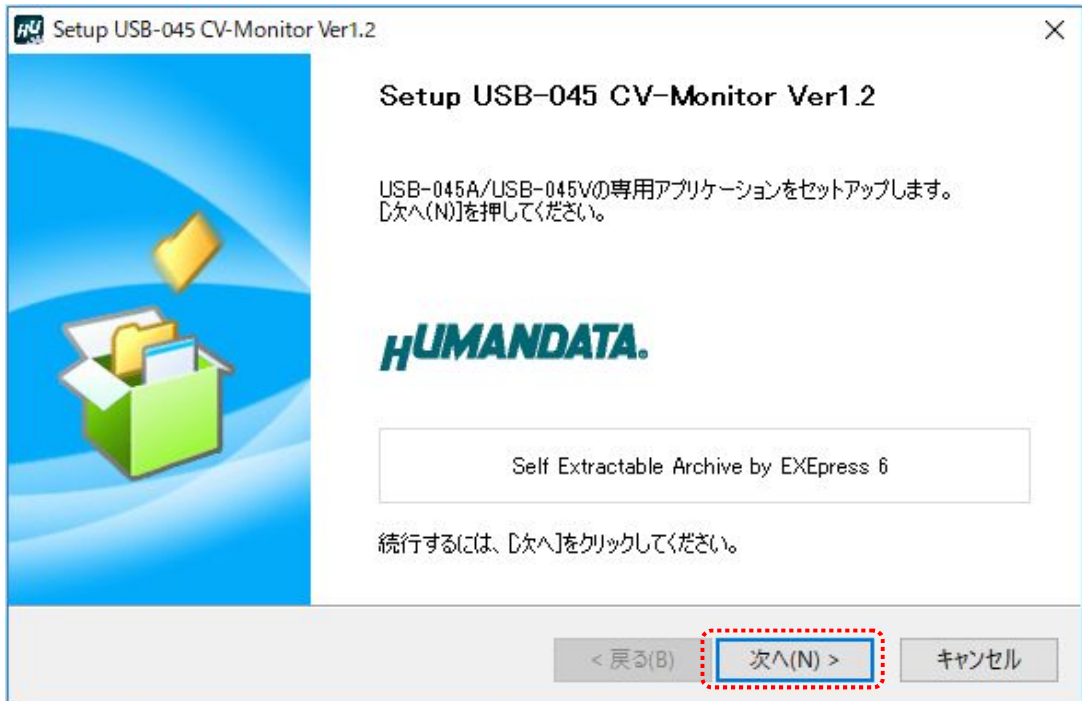 Setup USB-045 CV-Monitor Ver1.2
Setup USB-045 CV-Monitor Ver1.2
USB-045A/USB-045Vの専用アプリケーションをセットアップします。
[次へ(N)]を押してください。
HUMANDATA.
Self Extractable Archive by EXEpress 6
続行するには、[次へ]をクリックしてください。
< 戻る(B) 次へ(N) > キャンセル